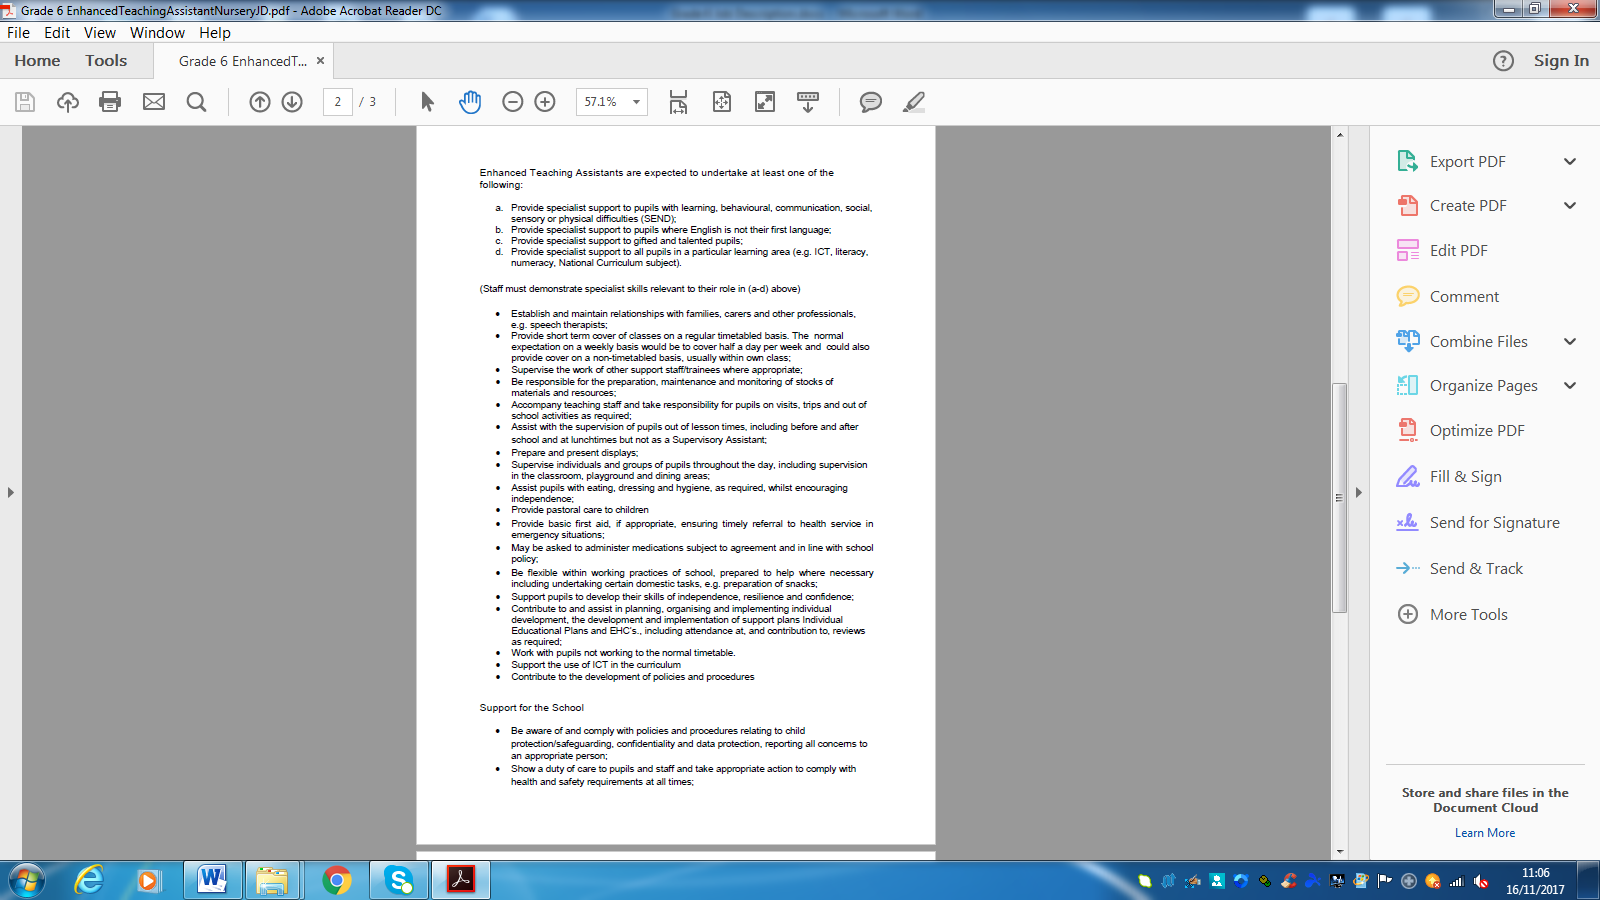 Grade 6 EnhancedTeachingAssistantNurseryJD.pdf - Adobe Acrobat Reader DC
File Edit View Window Help
Home Tools Grade 6 EnhancedT... × ? Sign In
2 / 3 57.1%
Enhanced Teaching Assistants are expected to undertake at least one of the
following:
a. Provide specialist support to pupils with learning, behavioural, communication, social,
sensory or physical difficulties (SEND);
b. Provide specialist support to pupils where English is not their first language;
c. Provide specialist support to gifted and talented pupils;
d. Provide specialist support to all pupils in a particular learning area (e.g. ICT, literacy,
numeracy, National Curriculum subject).
(Staff must demonstrate specialist skills relevant to their role in (a-d) above)
• Establish and maintain relationships with families, carers and other professionals,
e.g. speech therapists;
• Provide short term cover of classes on a regular timetabled basis. The normal
expectation on a weekly basis would be to cover half a day per week and could also
provide cover on a non-timetabled basis, usually within own class;
• Supervise the work of other support staff/trainees where appropriate;
• Be responsible for the preparation, maintenance and monitoring of stocks of
materials and resources;
• Accompany teaching staff and take responsibility for pupils on visits, trips and out of
school activities as required;
• Assist with the supervision of pupils out of lesson times, including before and after
school and at lunchtimes but not as a Supervisory Assistant;
• Prepare and present displays;
• Supervise individuals and groups of pupils throughout the day, including supervision
in the classroom, playground and dining areas;
• Assist pupils with eating, dressing and hygiene, as required, whilst encouraging
independence;
• Provide pastoral care to children
• Provide basic first aid, if appropriate, ensuring timely referral to health service in
emergency situations;
• May be asked to administer medications subject to agreement and in line with school
policy;
• Be flexible within working practices of school, prepared to help where necessary
including undertaking certain domestic tasks, e.g. preparation of snacks;
• Support pupils to develop their skills of independence, resilience and confidence;
• Contribute to and assist in planning, organising and implementing individual
development, the development and implementation of support plans Individual
Educational Plans and EHC's., including attendance at, and contribution to, reviews
as required;
• Work with pupils not working to the normal timetable.
• Support the use of ICT in the curriculum
• Contribute to the development of policies and procedures
Support for the School
• Be aware of and comply with policies and procedures relating to child
protection/safeguarding, confidentiality and data protection, reporting all concerns to
an appropriate person;
• Show a duty of care to pupils and staff and take appropriate action to comply with
health and safety requirements at all times;
Export PDF
Create PDF
Edit PDF
Comment
Combine Files
Organize Pages
Optimize PDF
Fill & Sign
Send for Signature
Send & Track
More Tools
Store and share files in the
Document Cloud
Learn More
11:06
16/11/2017